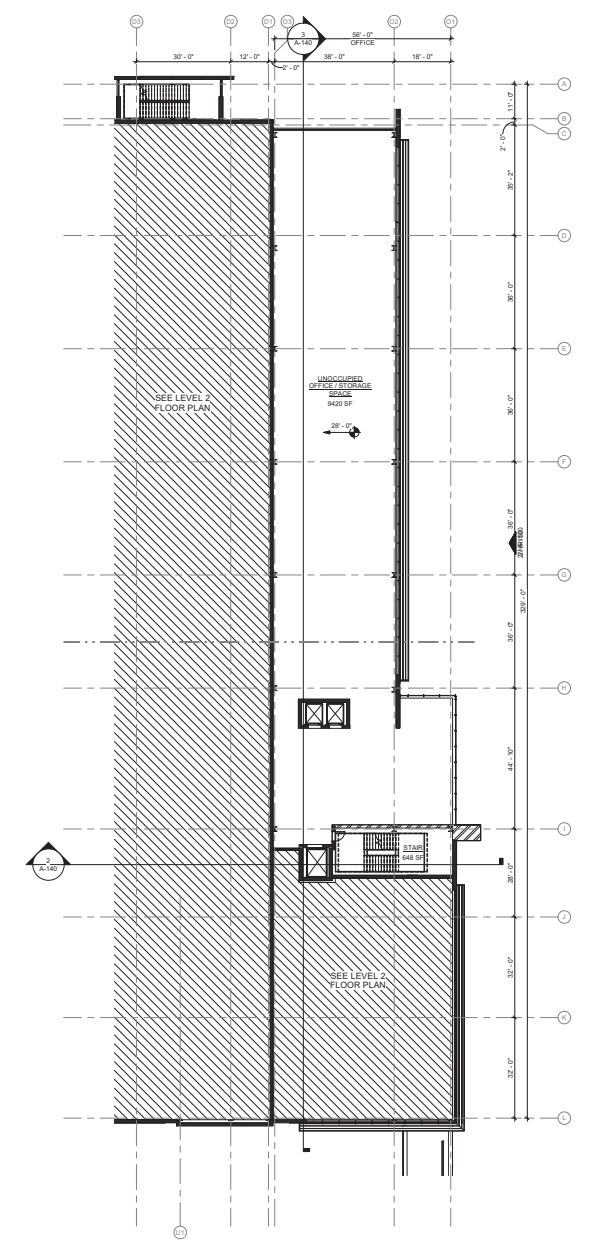 D3
D2
D1
O3
O2
O1
3
A-140
56' - 0"
OFFICE
30' - 0"
12' - 0"
2' - 0"
38' - 0"
18' - 0"
A
11' - 0"
B
C
2' - 0"
35' - 2"
D
36' - 0"
E
UNOCCUPIED
OFFICE / STORAGE
SPACE
9420 SF
SEE LEVEL 2
FLOOR PLAN
36' - 0"
28' - 0"
F
36' - 0"
G
329' - 0"
36' - 0"
H
44' - 10"
I
STAIR
648 SF
2
A-140
28' - 0"
J
SEE LEVEL 2
FLOOR PLAN
32' - 0"
K
32' - 0"
L
U1